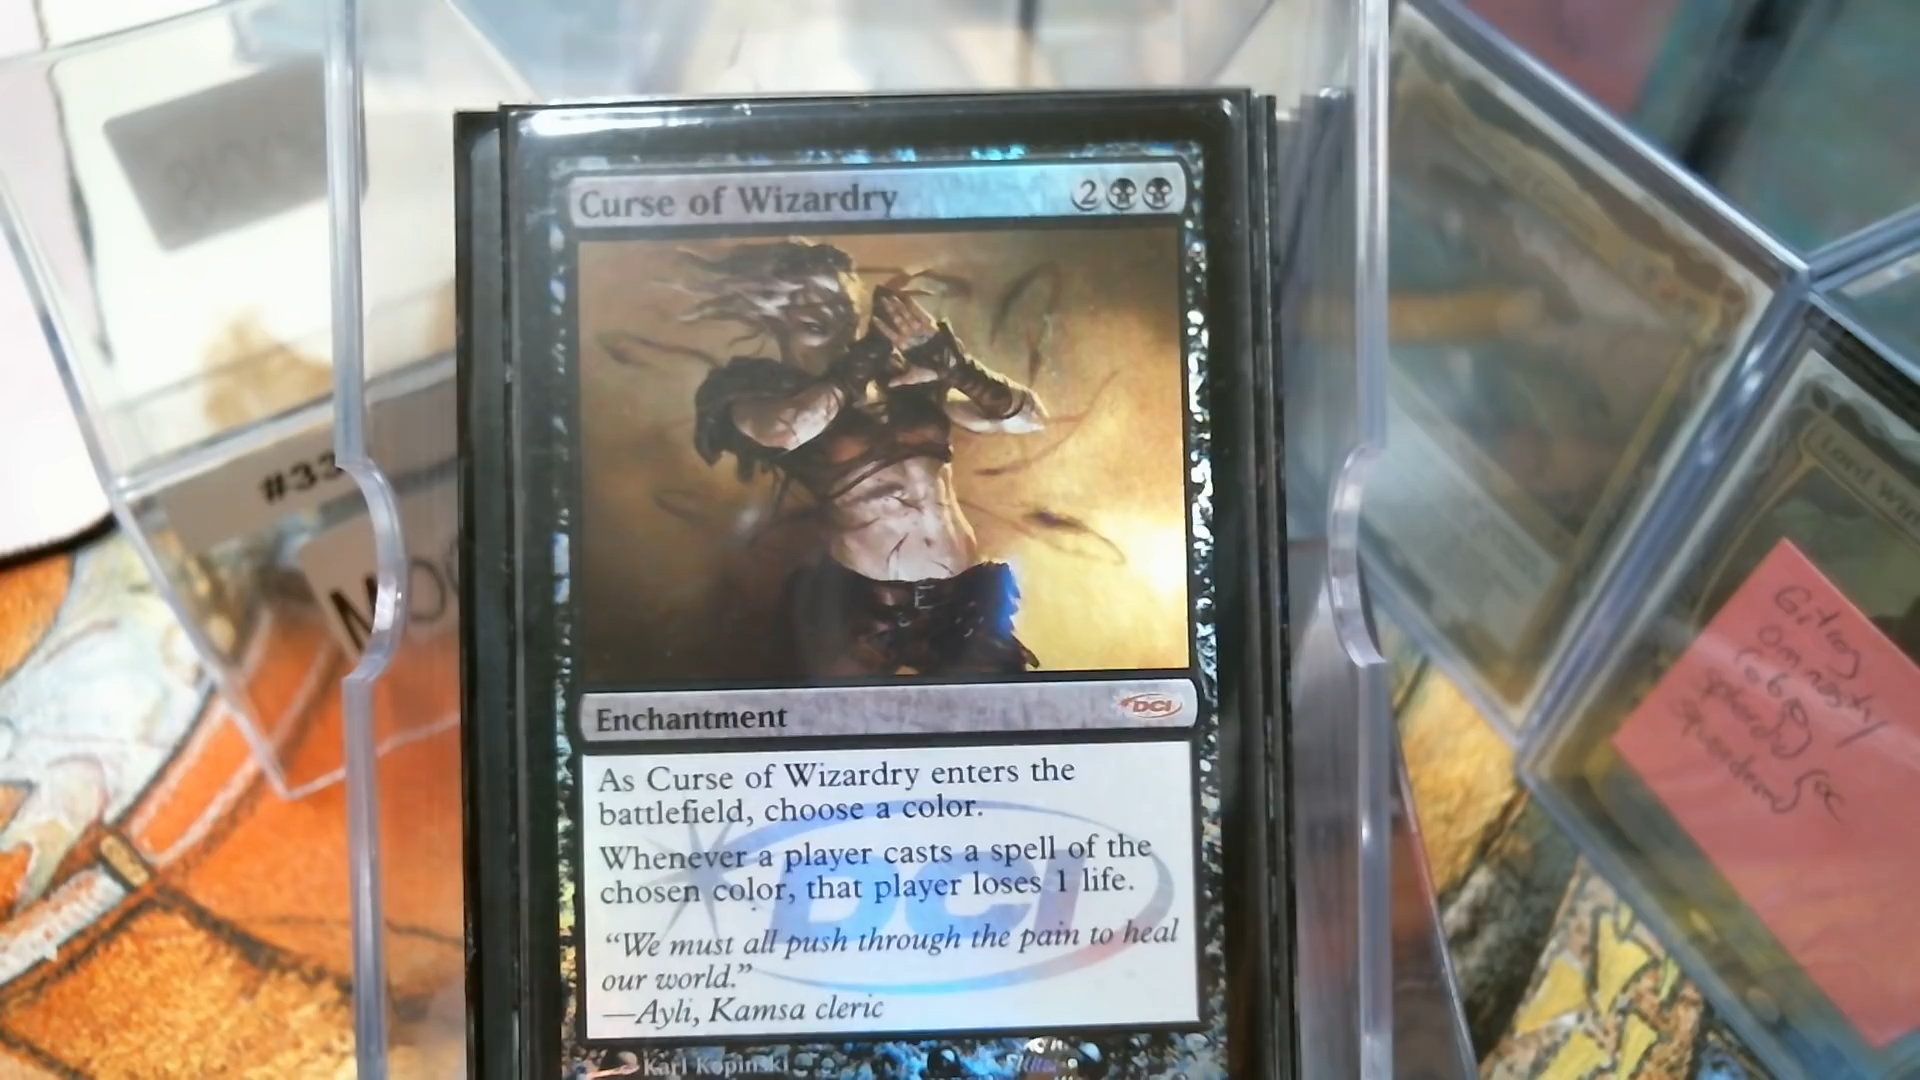 Curse of Wizardry 2
Enchantment
DCI
As Curse of Wizardry enters the
battlefield, choose a color.
Whenever a player casts a spell of the
chosen color, that player loses 1 life.
“We must all push through the pain to heal
our world.”
—Ayli, Kamsa cleric
DCI
Karl Kopinski
#33
Lord
Gitrog